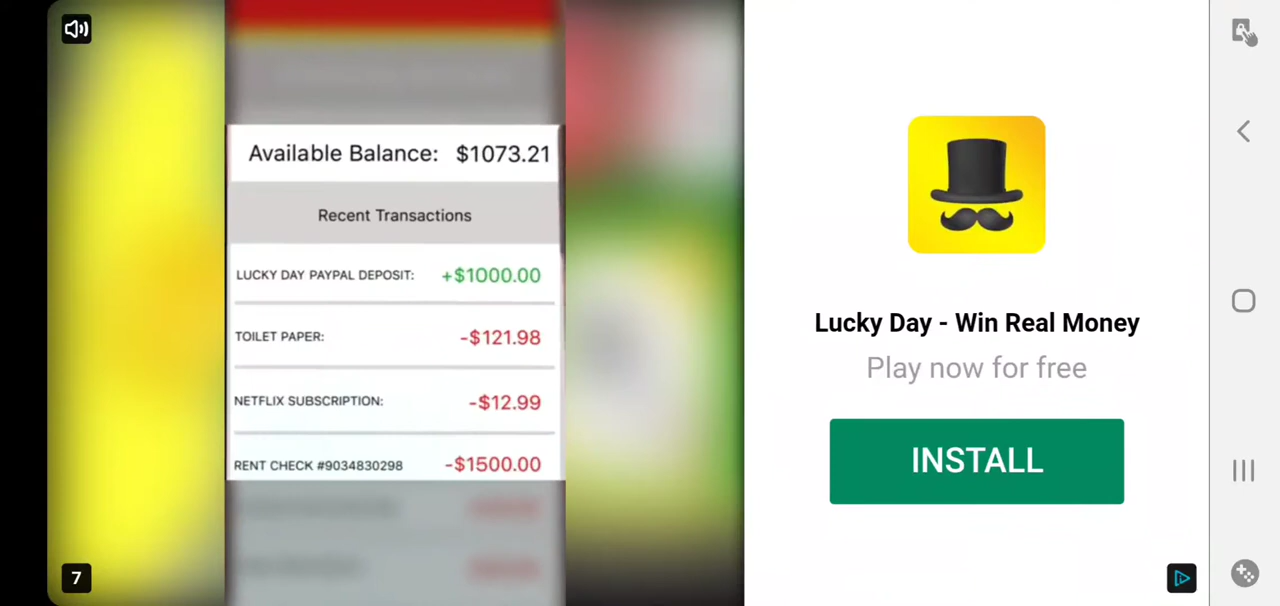 Available Balance: $1073.21
Recent Transactions
LUCKY DAY PAYPAL DEPOSIT: +$1000.00
TOILET PAPER: -$121.98
NETFLIX SUBSCRIPTION: -$12.99
RENT CHECK #9034830298 -$1500.00
7
Lucky Day - Win Real Money
Play now for free
INSTALL